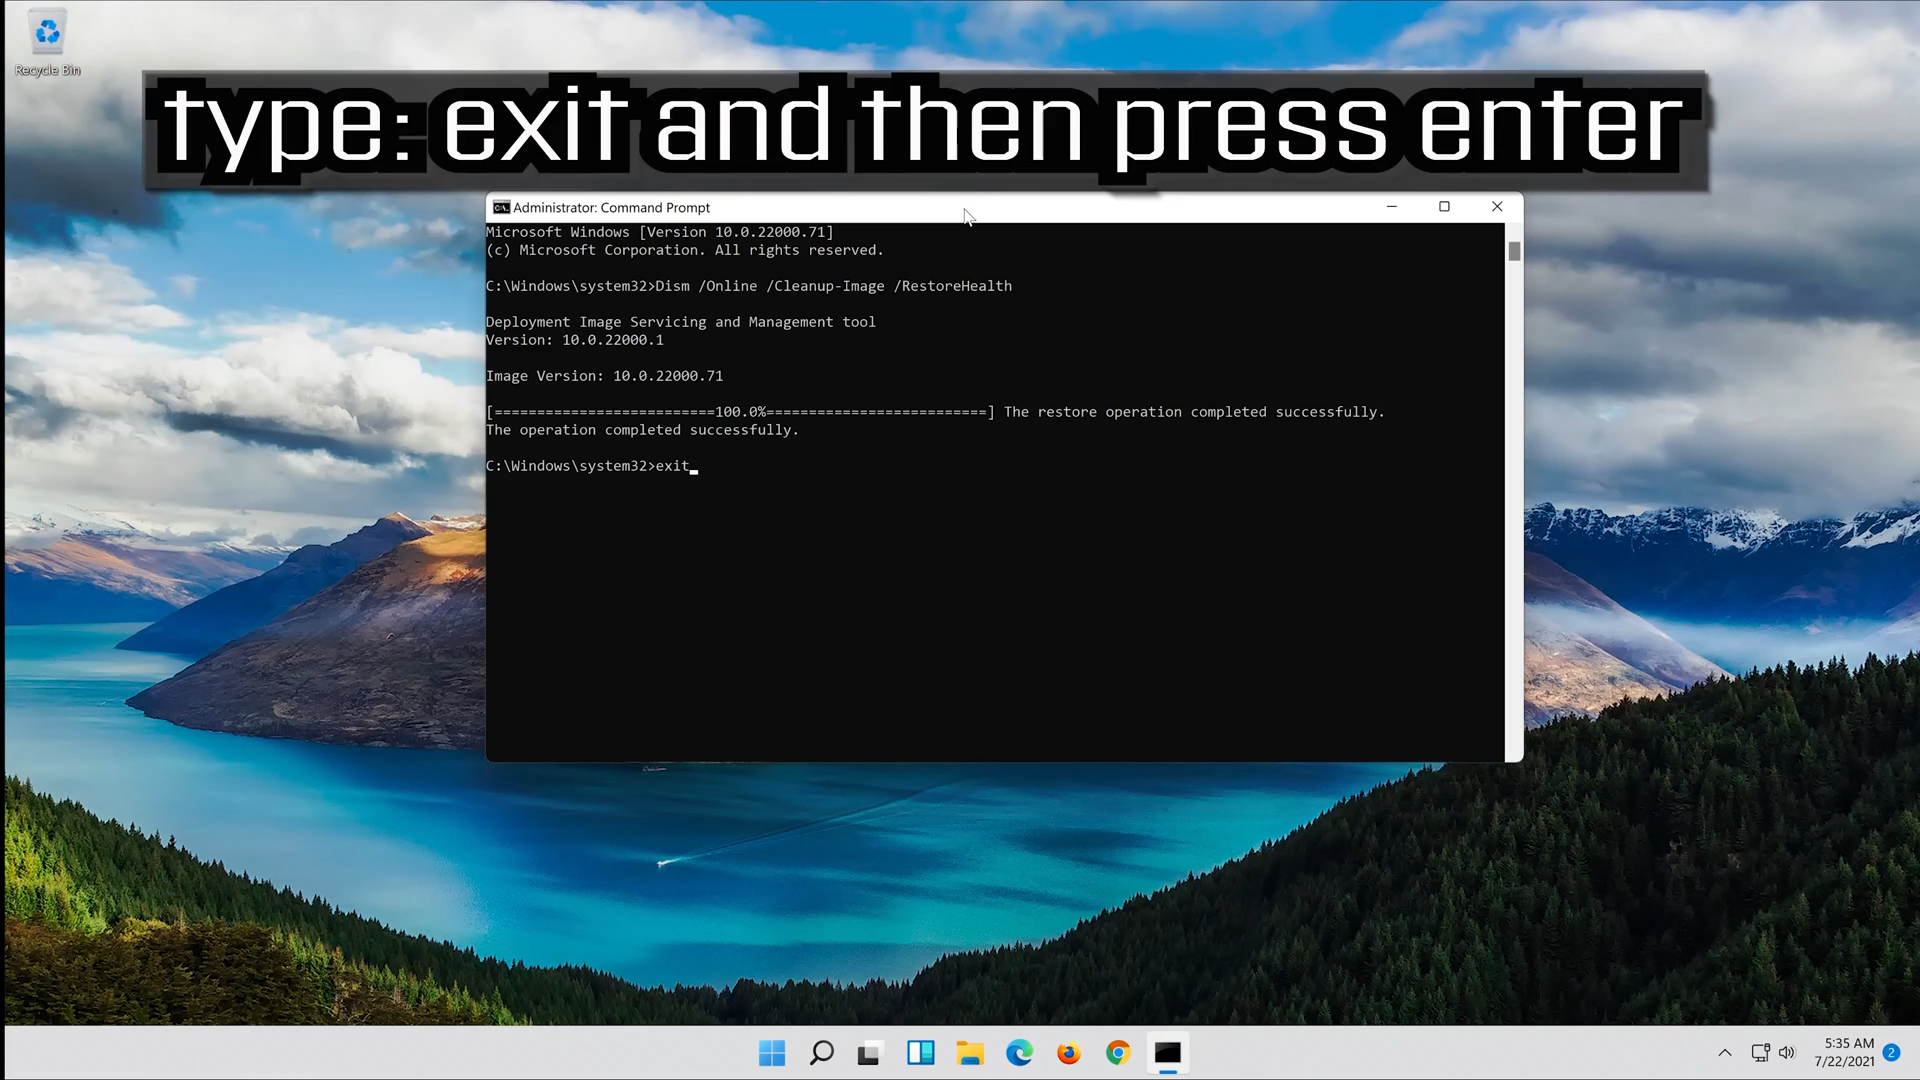 Recycle Bin
type: exit and then press enter
Administrator: Command Prompt
Microsoft Windows [Version 10.0.22000.71]
(c) Microsoft Corporation. All rights reserved.
C:\Windows\system32>Dism /Online /Cleanup-Image /RestoreHealth
Deployment Image Servicing and Management tool
Version: 10.0.22000.1
Image Version: 10.0.22000.71
[==========================100.0%==========================] The restore operation completed successfully.
The operation completed successfully.
C:\Windows\system32>exit
5:35 AM
7/22/2021
2